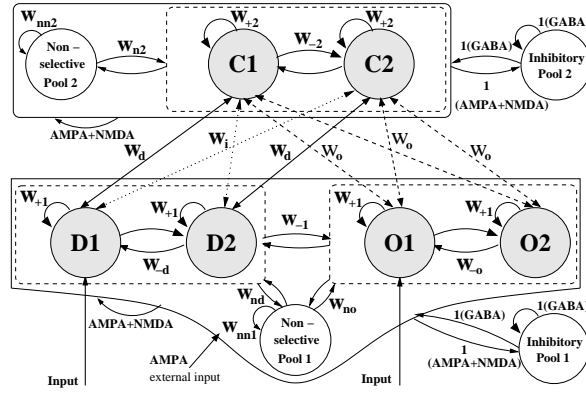 W_nn2
Non –
selective
Pool 2
W_n2
W_+2
C1
W_-2
W_+2
C2
1(GABA)
1
(AMPA+NMDA)
1(GABA)
Inhibitory
Pool 2
AMPA+NMDA
W_d
W_i
W_d
W_o
W_o
W_o
W_+1
D1
W_+1
W_-d
D2
W_-1
W_+1
O1
W_+1
W_-o
O2
AMPA+NMDA
W_nd
W_no
W_nn1
Non –
selective
Pool 1
AMPA
external input
Input
Input
1(GABA)
1
(AMPA+NMDA)
1(GABA)
Inhibitory
Pool 1